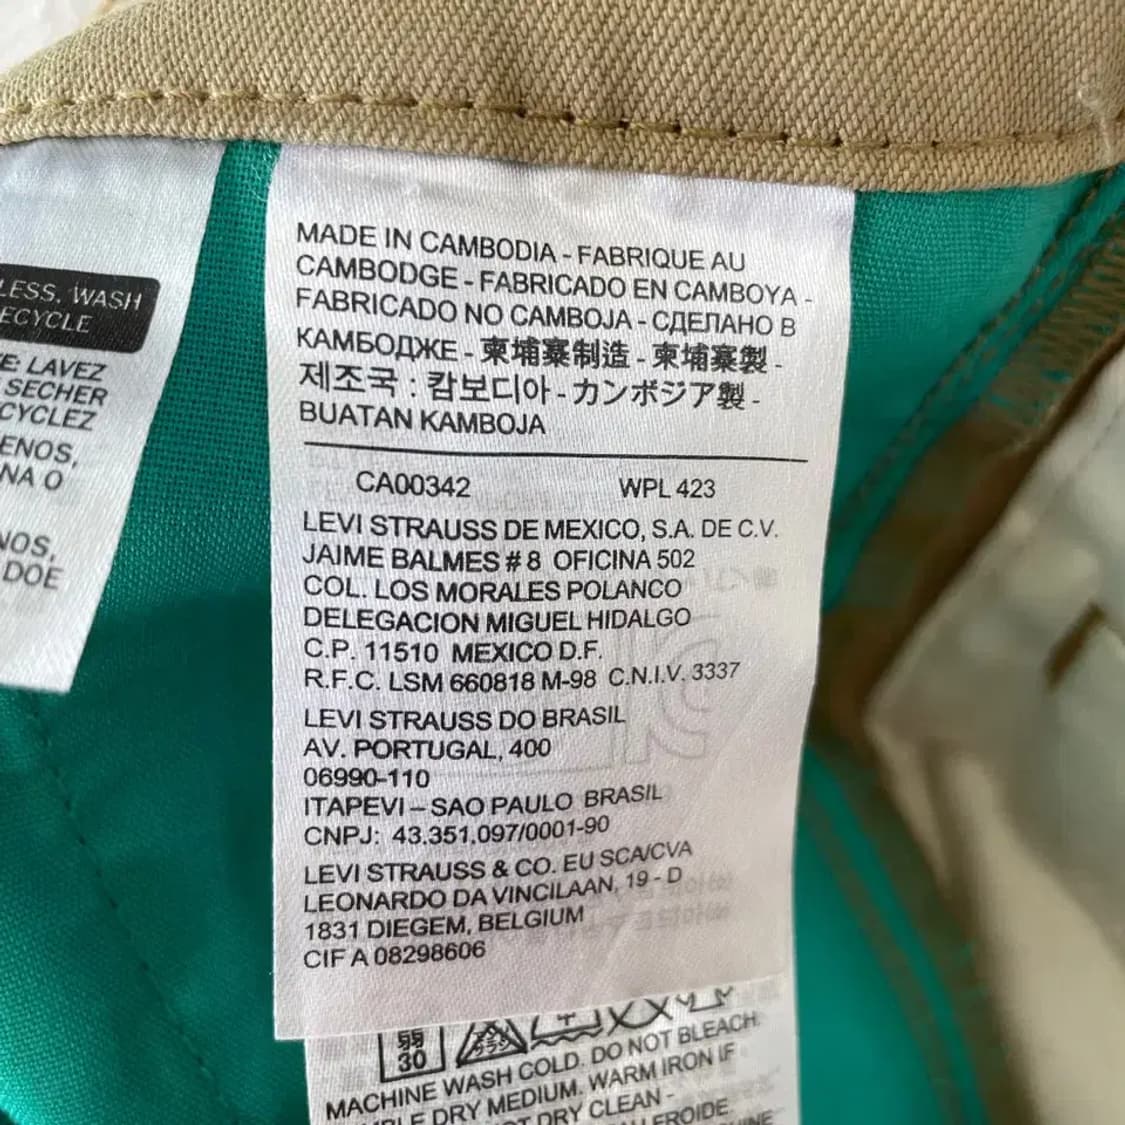 LESS. WASH
ECYCLE
E: LAVEZ
SECHER
CYCLEZ
ENOS,
NA O
NOS,
DOE
MADE IN CAMBODIA - FABRIQUE AU
CAMBODGE - FABRICADO EN CAMBOYA -
FABRICADO NO CAMBOJA - СДЕЛАНО В
КАМБОДЖЕ - 柬埔寨制造 - 柬埔寨製 -
제조국 : 캄보디아 - カンボジア製 -
BUATAN KAMBOJA
CA00342 WPL 423
LEVI STRAUSS DE MEXICO, S.A. DE C.V.
JAIME BALMES # 8 OFICINA 502
COL. LOS MORALES POLANCO
DELEGACION MIGUEL HIDALGO
C.P. 11510 MEXICO D.F.
R.F.C. LSM 660818 M-98 C.N.I.V. 3337
LEVI STRAUSS DO BRASIL
AV. PORTUGAL, 400
06990-110
ITAPEVI – SAO PAULO BRASIL
CNPJ: 43.351.097/0001-90
LEVI STRAUSS & CO. EU SCA/CVA
LEONARDO DA VINCILAAN, 19 - D
1831 DIEGEM, BELGIUM
CIF A 08298606
弱
30
MACHINE WASH COLD. DO NOT BLEACH.
BLE DRY MEDIUM. WARM IRON IF
OT DRY CLEAN -